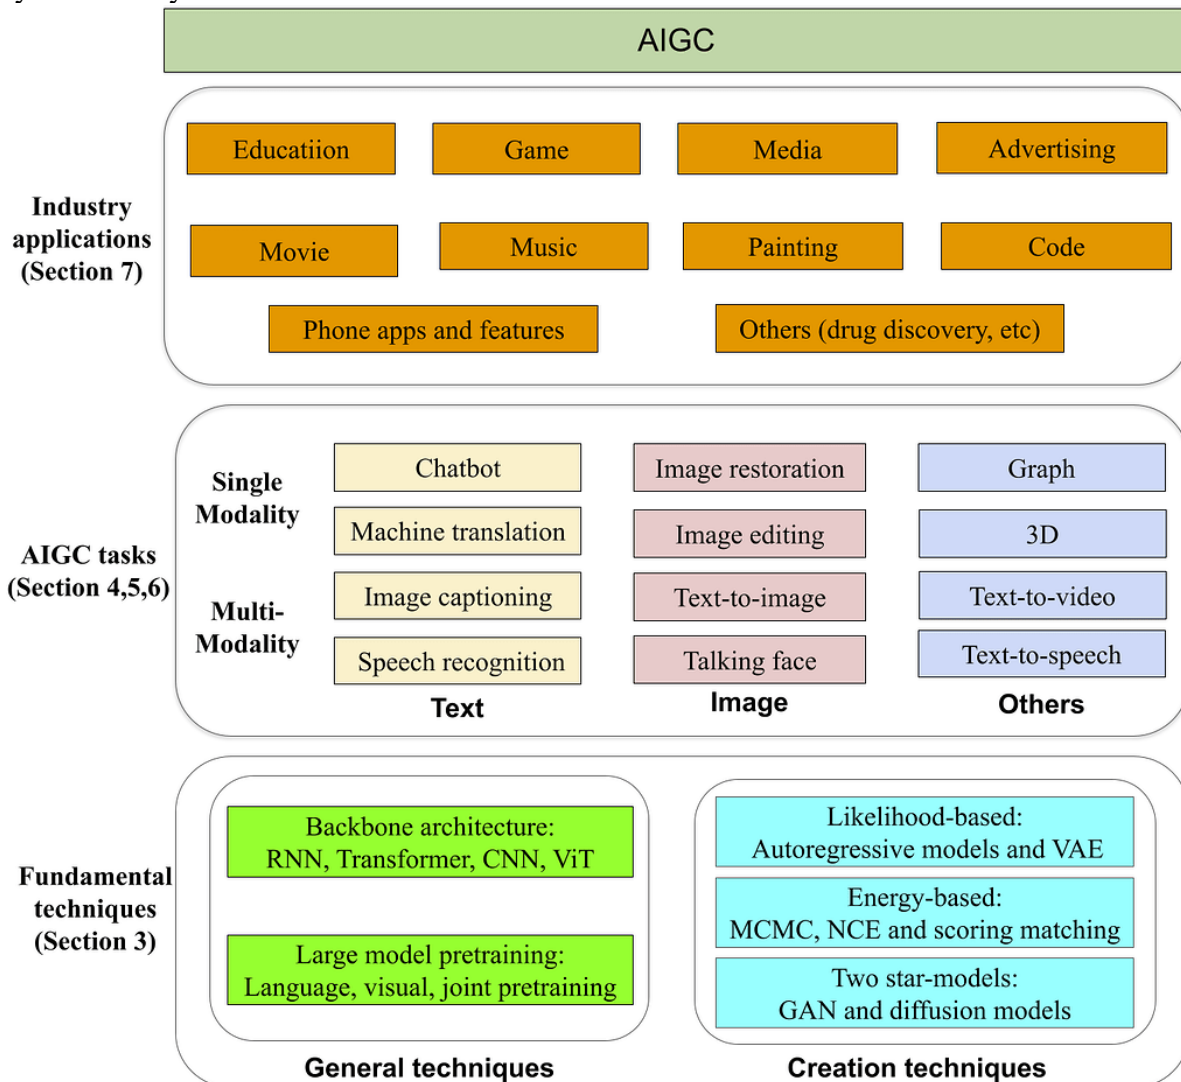 AIGC
Industry
applications
(Section 7)
Educatiion
Game
Media
Advertising
Movie
Music
Painting
Code
Phone apps and features
Others (drug discovery, etc)
AIGC tasks
(Section 4,5,6)
Single
Modality
Multi-
Modality
Chatbot
Machine translation
Image captioning
Speech recognition
Text
Image restoration
Image editing
Text-to-image
Talking face
Image
Graph
3D
Text-to-video
Text-to-speech
Others
Fundamental
techniques
(Section 3)
Backbone architecture:
RNN, Transformer, CNN, ViT
Large model pretraining:
Language, visual, joint pretraining
General techniques
Likelihood-based:
Autoregressive models and VAE
Energy-based:
MCMC, NCE and scoring matching
Two star-models:
GAN and diffusion models
Creation techniques